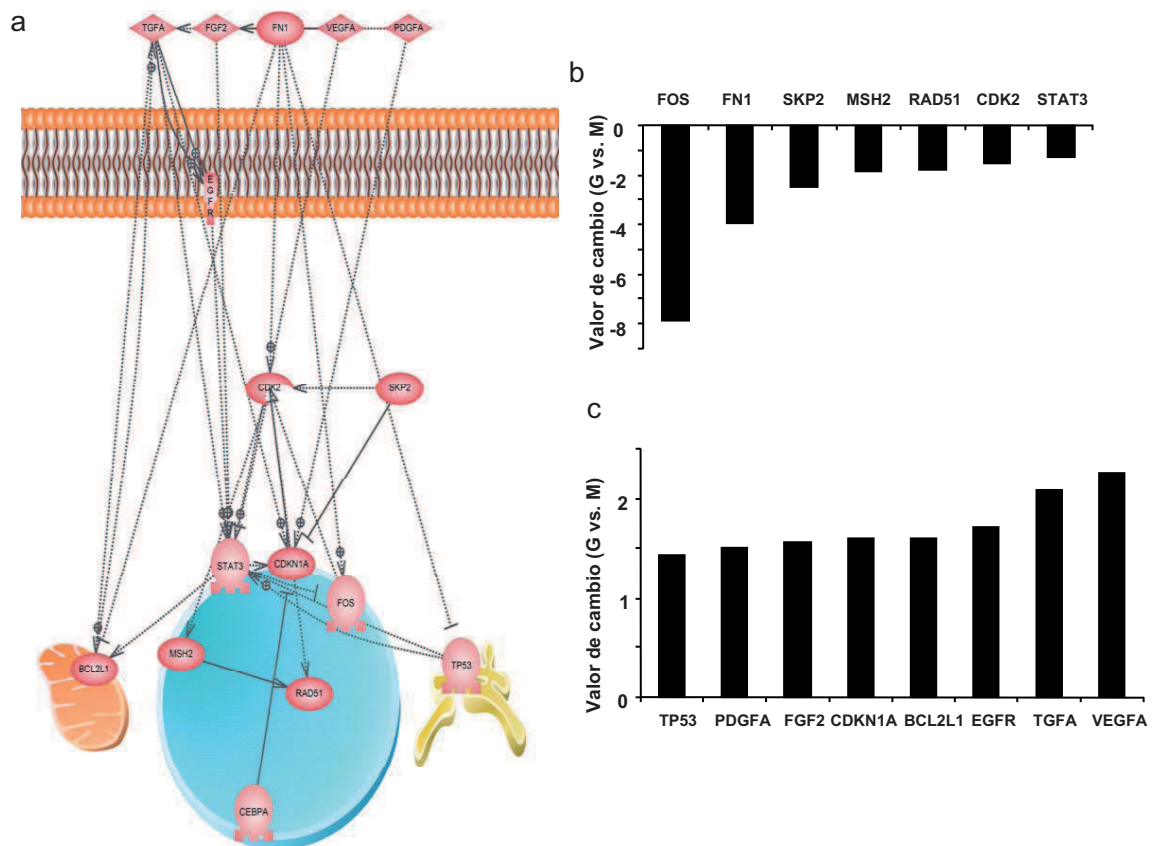 a
TGFA FGF2 FN1 VEGFA PDGFA
EGFR
CDK2 SKP2
STAT3 CDKN1A
FOS
MSH2
BCL2L1
TP53
RAD51
CEBPA
b
FOS FN1 SKP2 MSH2 RAD51 CDK2 STAT3
0
-2
-4
-6
-8
Valor de cambio (G vs. M)
c
2
1
0
Valor de cambio (G vs. M)
TP53 PDGFA FGF2 CDKN1A BCL2L1 EGFR TGFA VEGFA